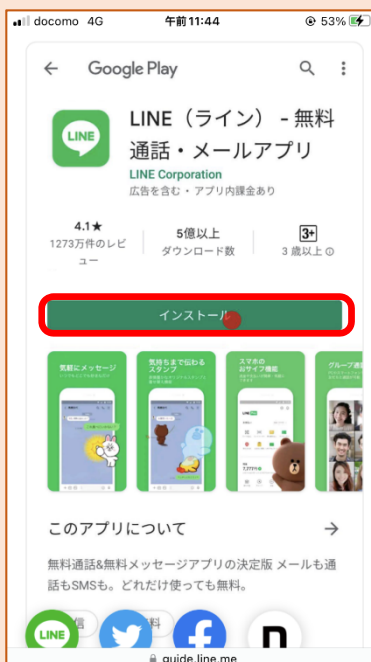 docomo 4G 午前11:44 53%
Google Play
LINE
LINE（ライン） - 無料
通話・メールアプリ
LINE Corporation
広告を含む・アプリ内課金あり
4.1★
1273万件のレビ
ュー
5億以上
ダウンロード数
3+
3 歳以上
インストール
気軽にメッセージ
気持ちまで伝わる
スタンプ
スマホの
おサイフ機能
グループ通
このアプリについて
無料通話&無料メッセージアプリの決定版 メールも通
話もSMSも。どれだけ使っても無料。
信
料
LINE
guide.line.me